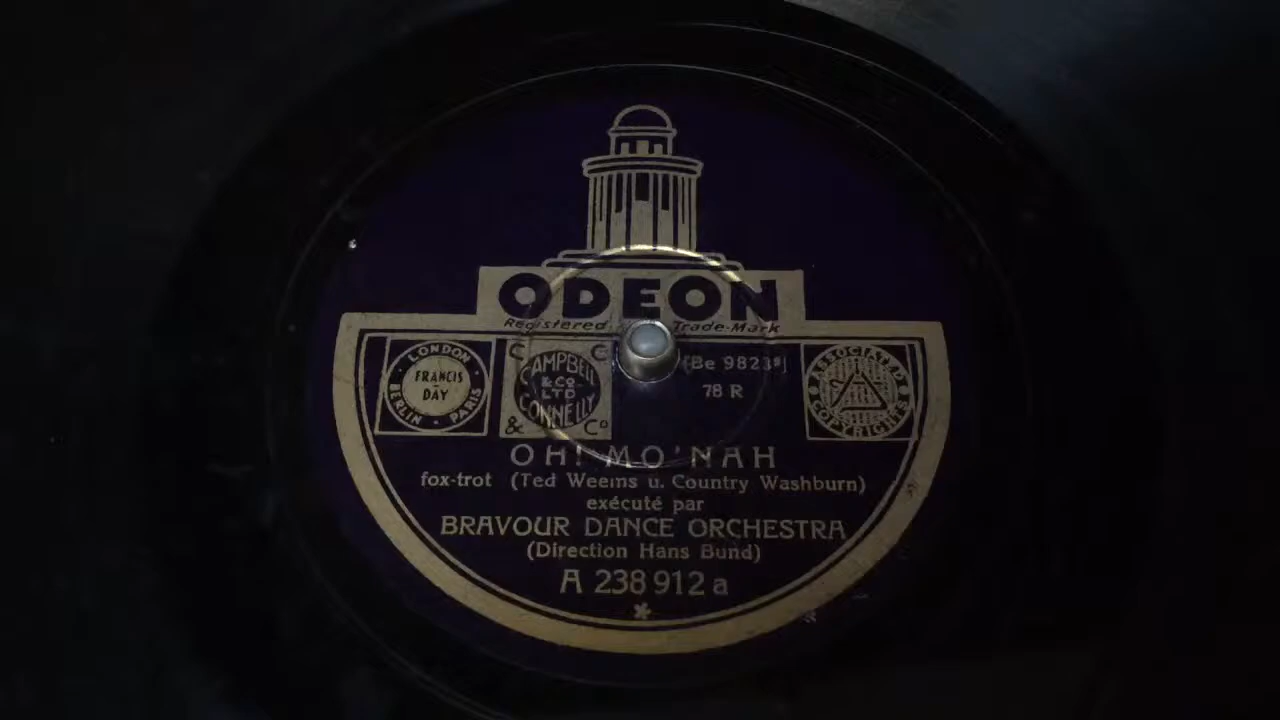 ODEON
Registered Trade-Mark
LONDON
FRANCIS-DAY
BERLIN · PARIS
C C
CAMPBELL
& CO.
LTD
CONNELLY
& Co
(Be 9823²)
78 R
ASSOCIATED
COPYRIGHTS
OH! MO'NAH
fox-trot (Ted Weems u. Country Washburn)
exécuté par
BRAVOUR DANCE ORCHESTRA
(Direction Hans Bund)
A 238 912 a